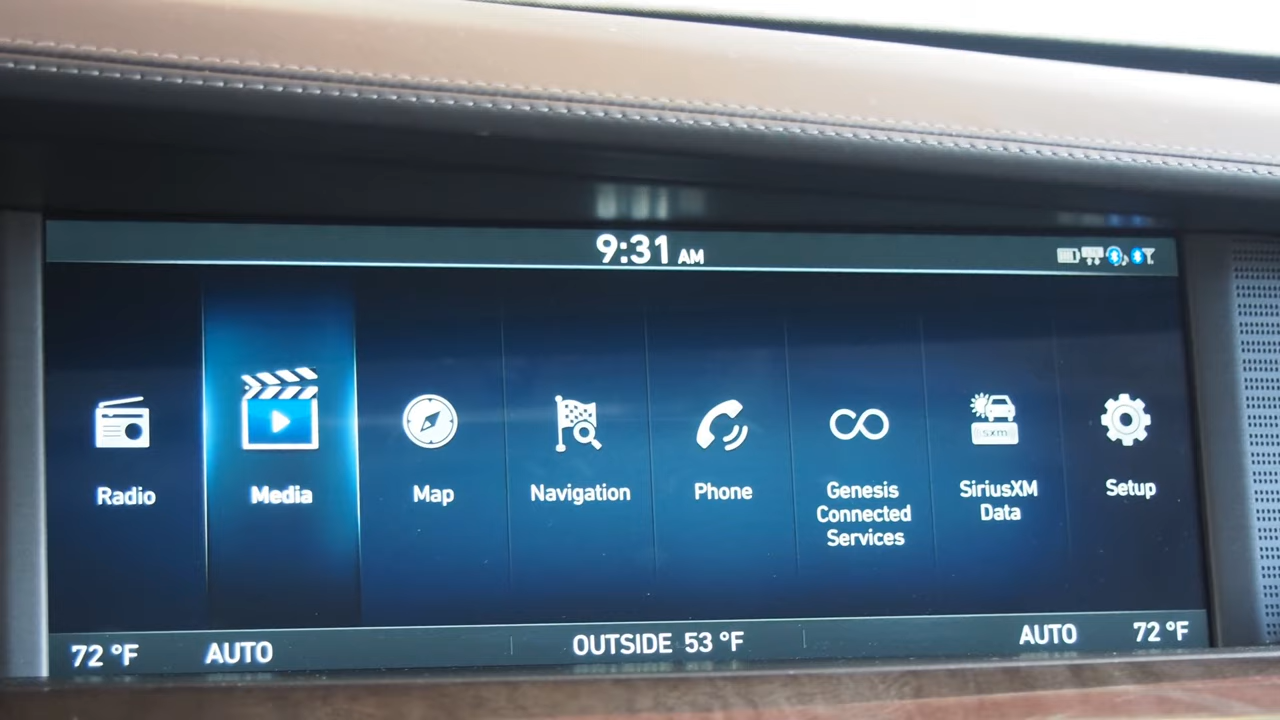 9:31 AM
Radio
Media
Map
Navigation
Phone
Genesis
Connected
Services
sxm
SiriusXM
Data
Setup
72 °F
AUTO
OUTSIDE 53 °F
AUTO
72 °F